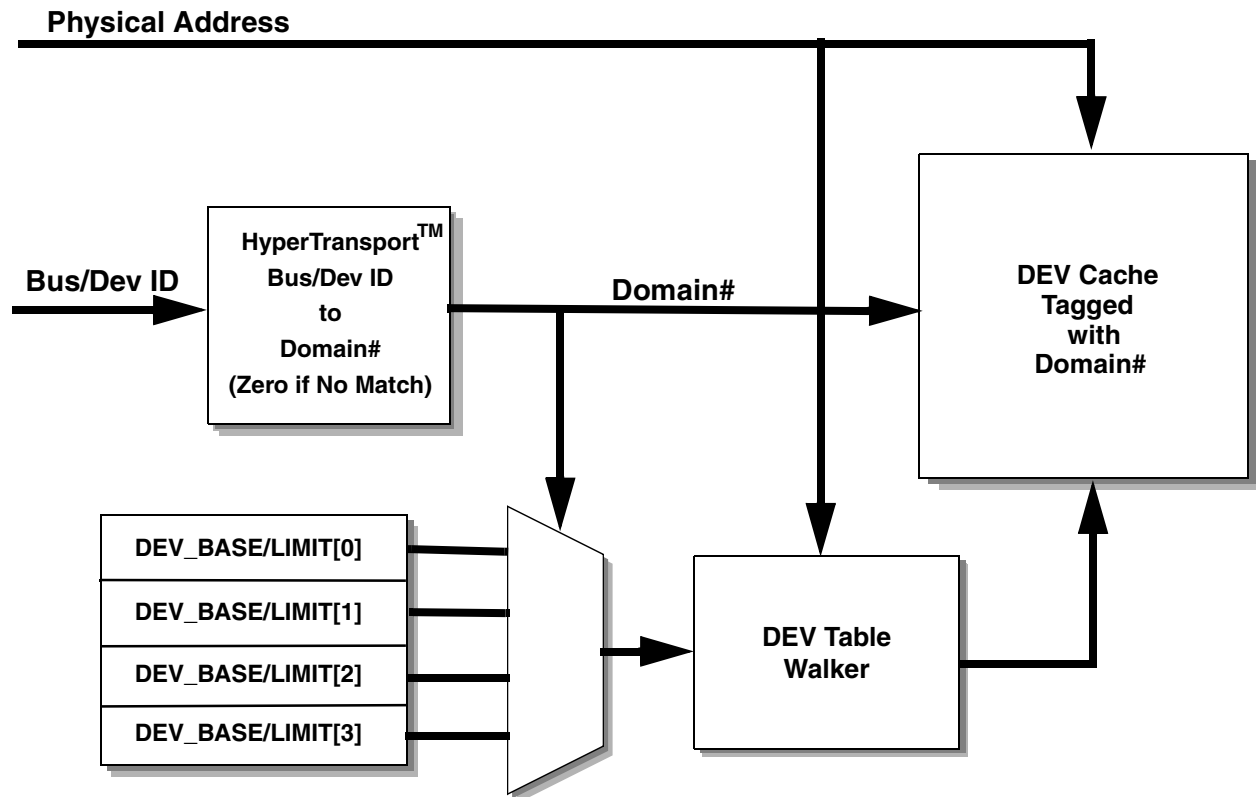 Physical Address
HyperTransport™
Bus/Dev ID
to
Domain#
(Zero if No Match)
Bus/Dev ID
Domain#
DEV Cache
Tagged
with
Domain#
DEV_BASE/LIMIT[0]
DEV_BASE/LIMIT[1]
DEV_BASE/LIMIT[2]
DEV_BASE/LIMIT[3]
DEV Table
Walker